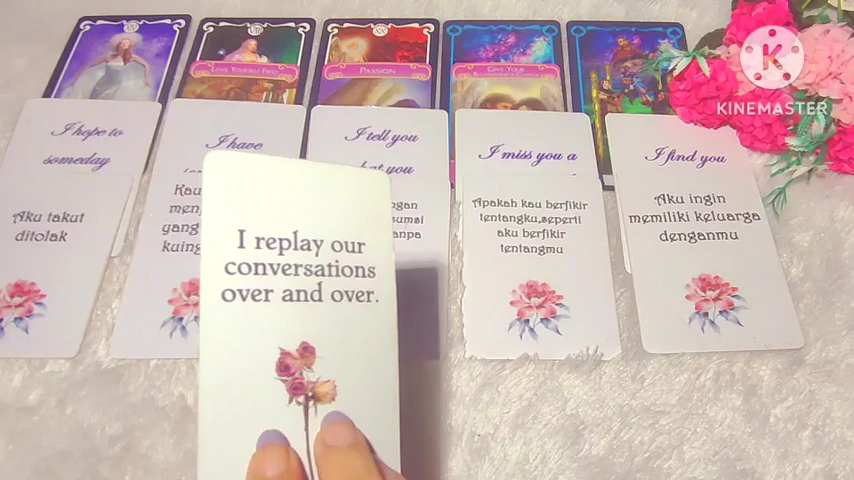 LOVE YOURSELF FIRST
PASSION
GIVE YOUR
K
KINEMASTER
I hope to
someday
I have
I tell you
I miss you a
I find you
Aku takut
ditolak
Kau
yang
I replay our
conversations
over and over.
Apakah kau berfikir
tentangku,seperti
aku berfikir
tentangmu
Aku ingin
memiliki keluarga
denganmu